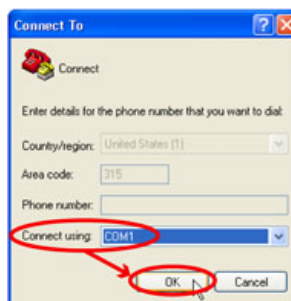 Connect To
Connect
Enter details for the phone number that you want to dial:
Country/region: United States (1)
Area code: 315
Phone number:
Connect using: COM1
OK Cancel